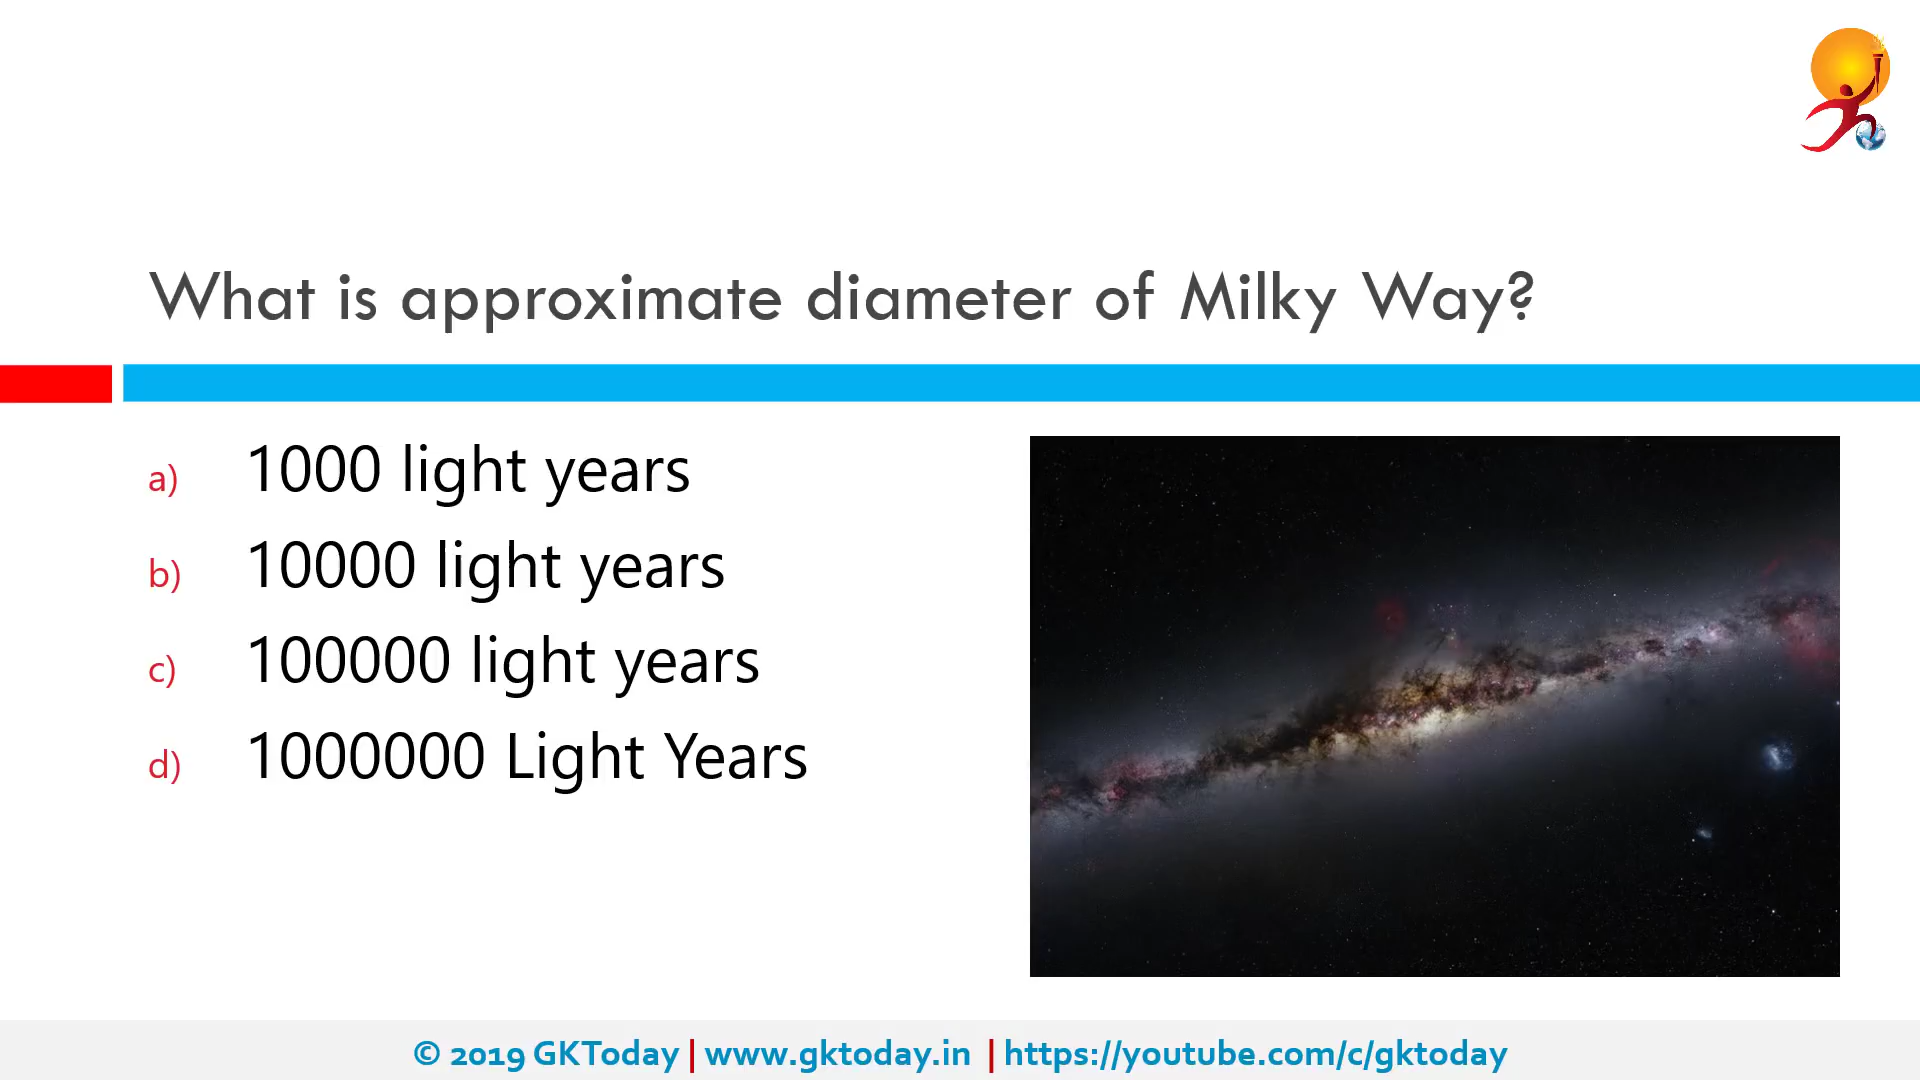 What is approximate diameter of Milky Way?
a) 1000 light years
b) 10000 light years
c) 100000 light years
d) 1000000 Light Years
© 2019 GKToday | www.gktoday.in | https://youtube.com/c/gktoday